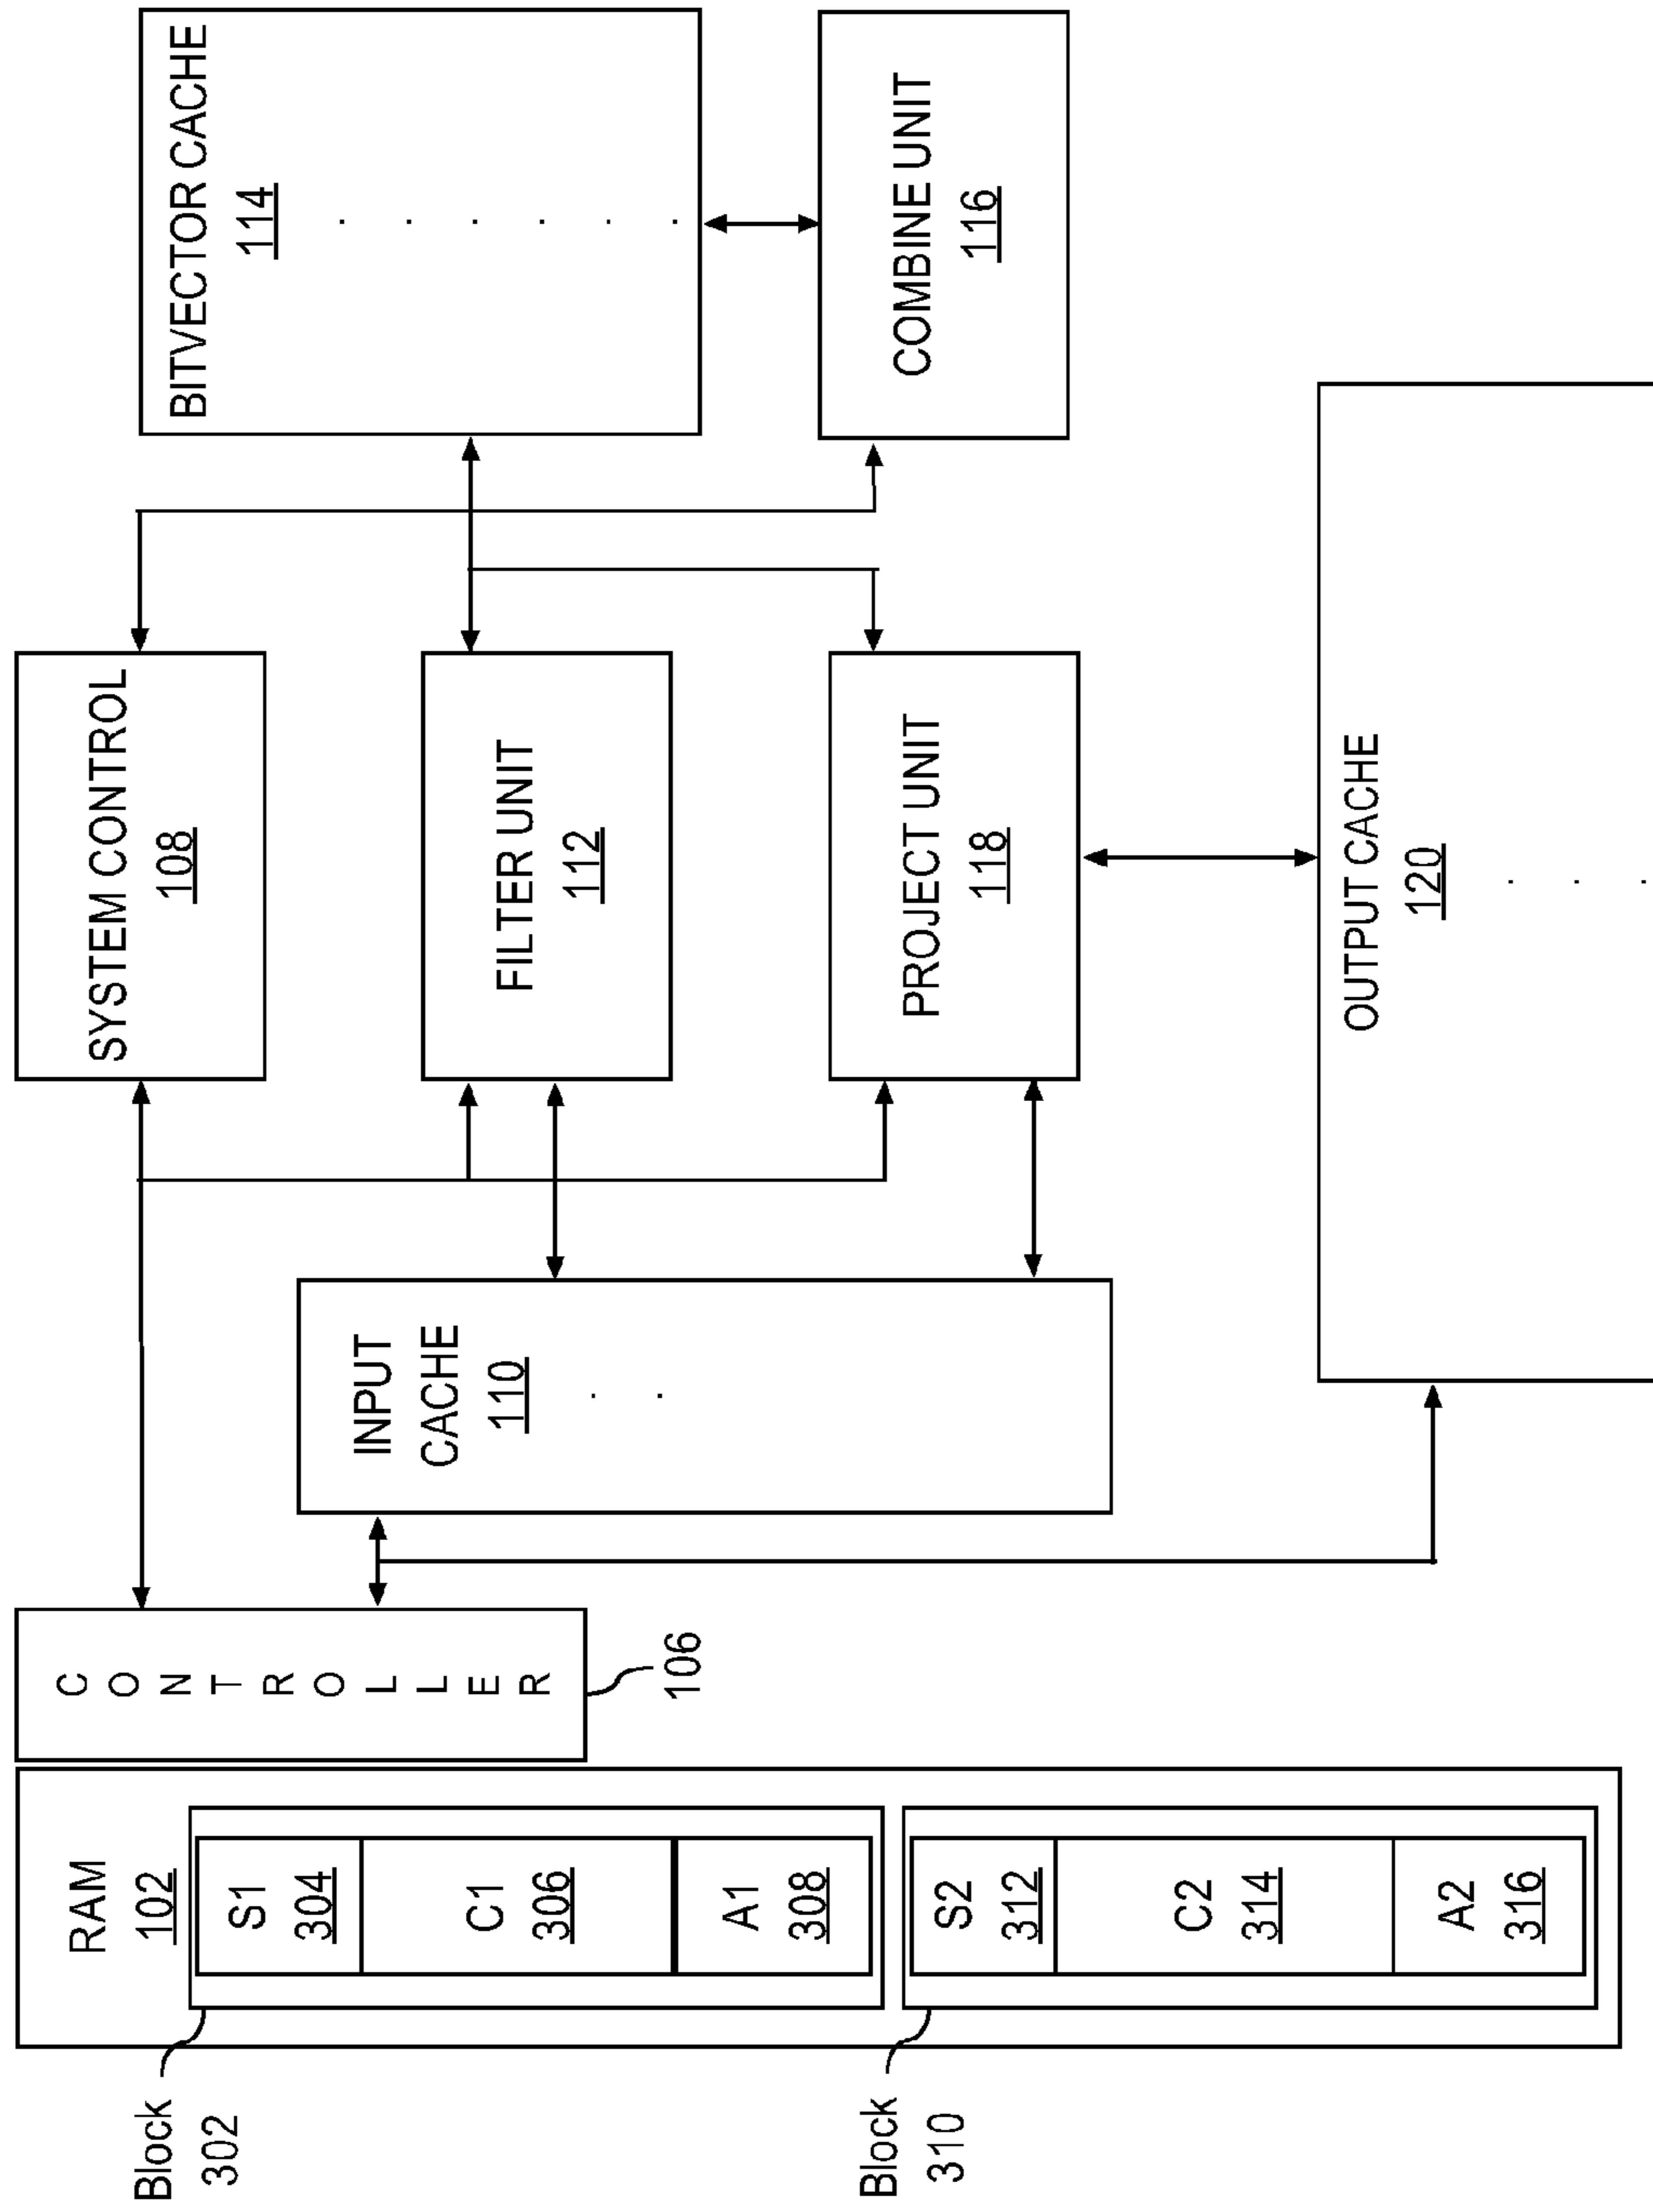 Block
302
Block
310
RAM
102
S1
304
C1
306
A1
308
S2
312
C2
314
A2
316
CONTROLLER
106
INPUT
CACHE
110
SYSTEM CONTROL
108
FILTER UNIT
112
PROJECT UNIT
118
BITVECTOR CACHE
114
COMBINE UNIT
116
OUTPUT CACHE
120